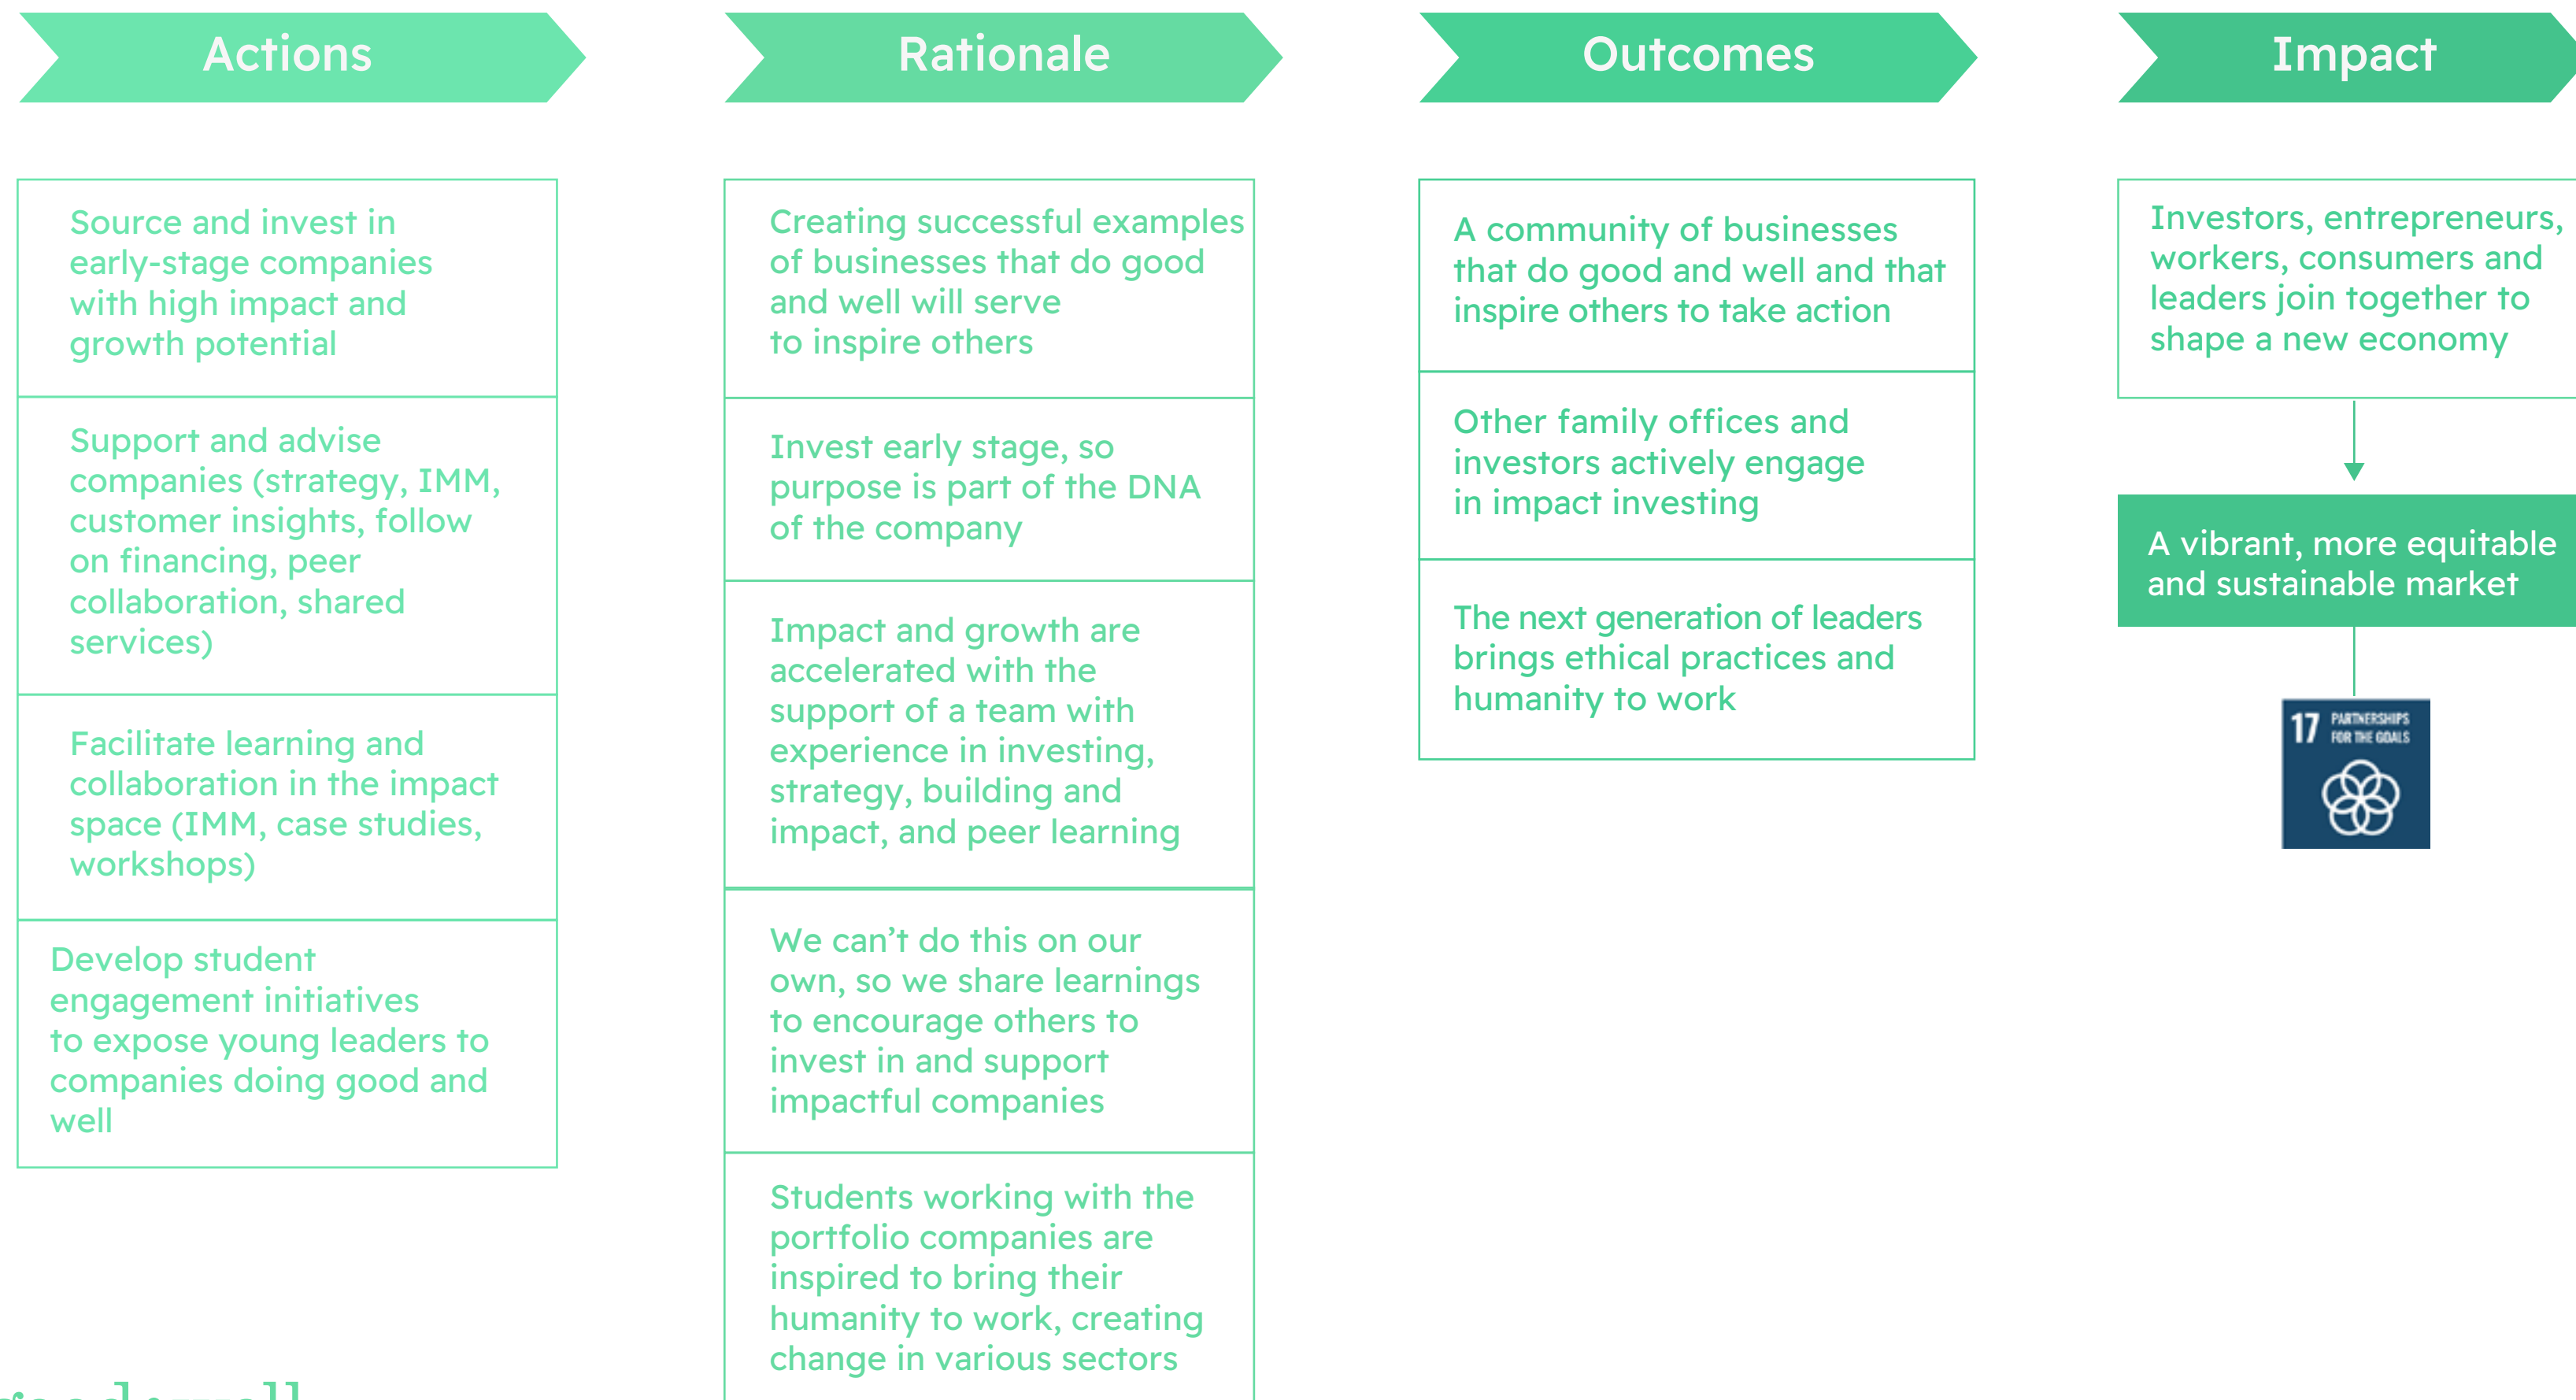 Actions
Source and invest in
early-stage companies
with high impact and
growth potential
Support and advise
companies (strategy, IMM,
customer insights, follow
on financing, peer
collaboration, shared
services)
Facilitate learning and
collaboration in the impact
space (IMM, case studies,
workshops)
Develop student
engagement initiatives
to expose young leaders to
companies doing good and
well
Rationale
Creating successful examples
of businesses that do good
and well will serve
to inspire others
Invest early stage, so
purpose is part of the DNA
of the company
Impact and growth are
accelerated with the
support of a team with
experience in investing,
strategy, building and
impact, and peer learning
We can’t do this on our
own, so we share learnings
to encourage others to
invest in and support
impactful companies
Students working with the
portfolio companies are
inspired to bring their
humanity to work, creating
change in various sectors
Outcomes
A community of businesses
that do good and well and that
inspire others to take action
Other family offices and
investors actively engage
in impact investing
The next generation of leaders
brings ethical practices and
humanity to work
Impact
Investors, entrepreneurs,
workers, consumers and
leaders join together to
shape a new economy
A vibrant, more equitable
and sustainable market
17 PARTNERSHIPS
FOR THE GOALS